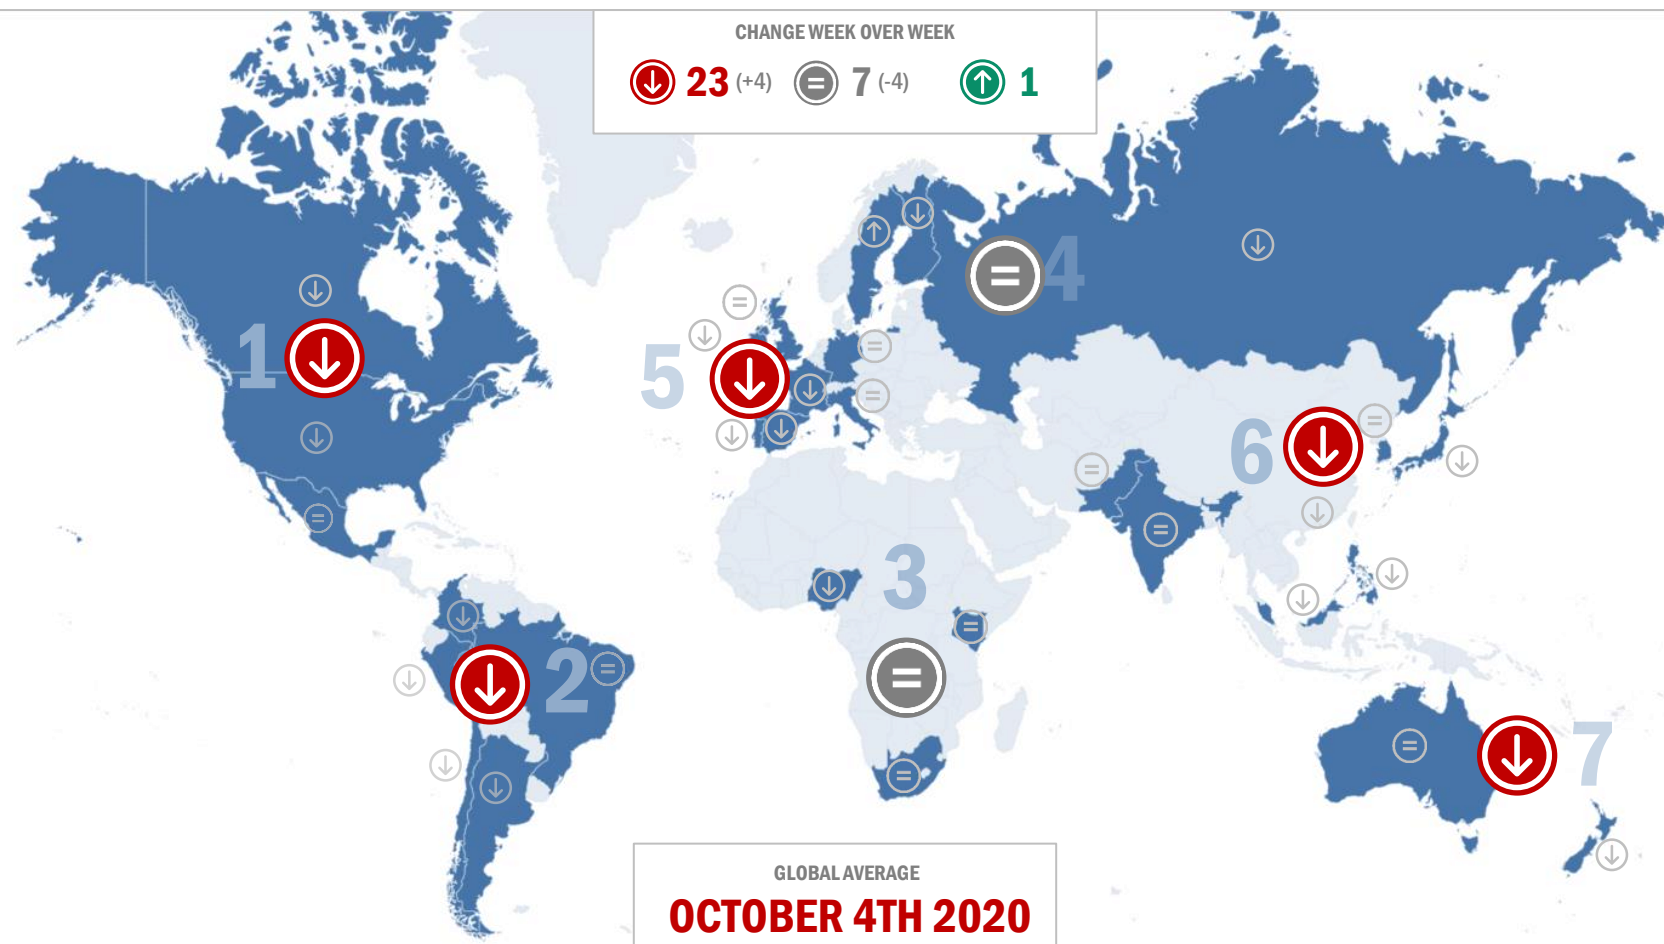 CHANGE WEEK OVER WEEK
↓ 23 (+4) = 7 (-4) ↑ 1
4
1
5
6
3
2
7
GLOBAL AVERAGE
OCTOBER 4TH 2020